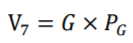 V₇ = G × P_G